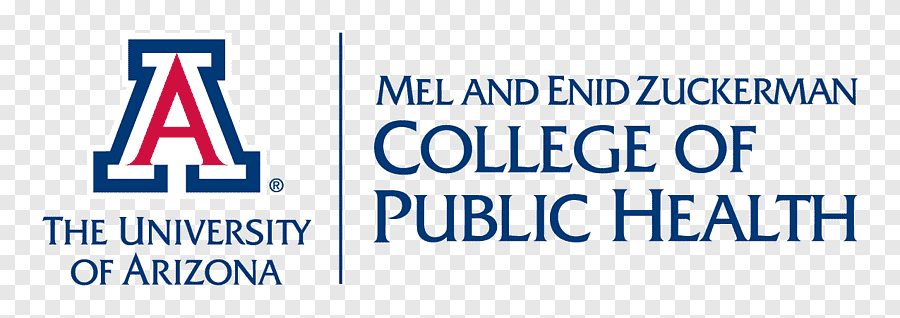 A®
THE UNIVERSITY
OF ARIZONA
MEL AND ENID ZUCKERMAN
COLLEGE OF
PUBLIC HEALTH